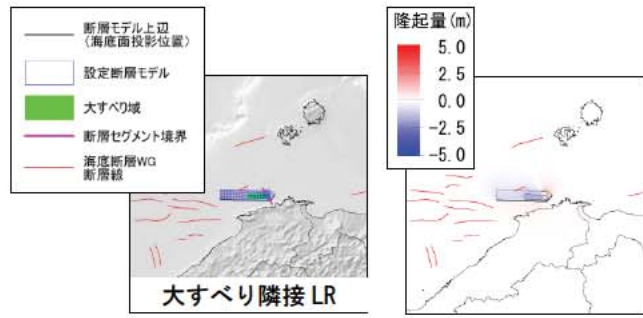 断層モデル上辺
(海底面投影位置)
設定断層モデル
大すべり域
断層セグメント境界
海底断層WG
断層線
大すべり隣接LR
隆起量(m)
5.0
2.5
0.0
-2.5
-5.0